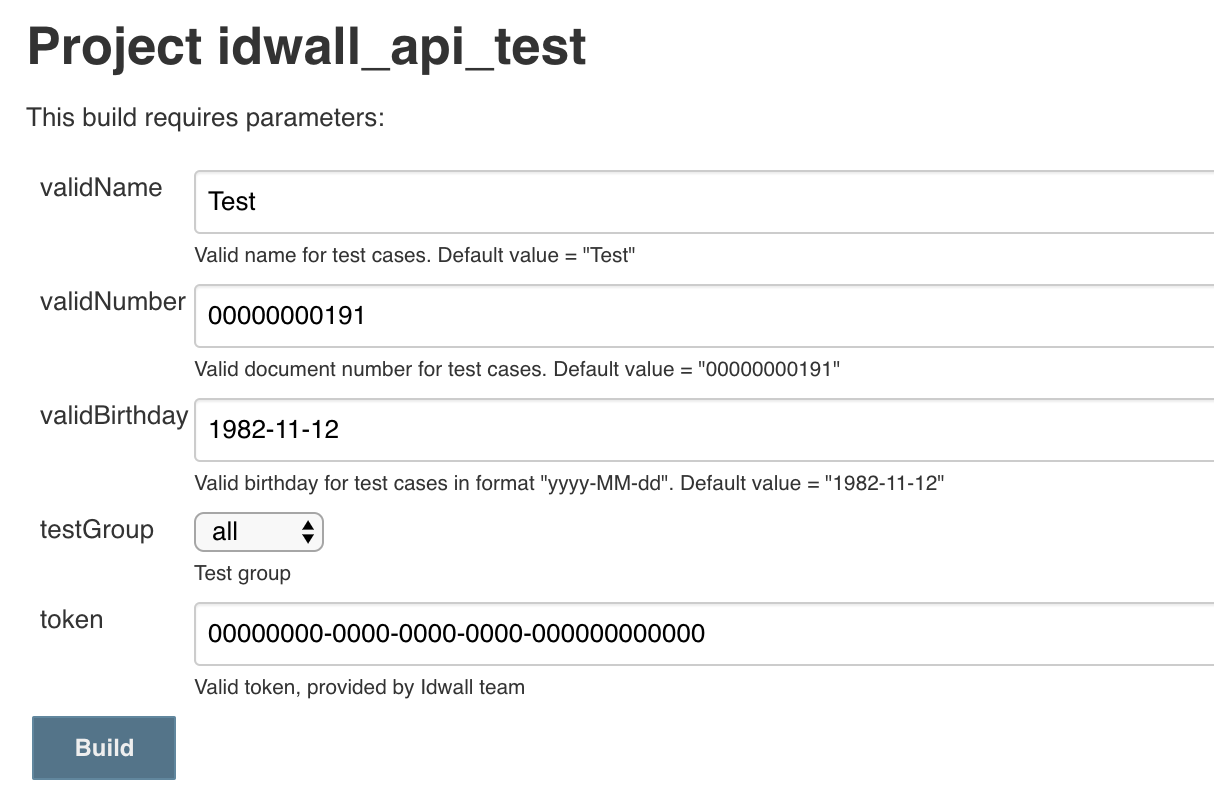 Project idwall_api_test
This build requires parameters:
validName
Test
Valid name for test cases. Default value = "Test"
validNumber
00000000191
Valid document number for test cases. Default value = "00000000191"
validBirthday
1982-11-12
Valid birthday for test cases in format "yyyy-MM-dd". Default value = "1982-11-12"
testGroup
all
Test group
token
00000000-0000-0000-0000-000000000000
Valid token, provided by Idwall team
Build